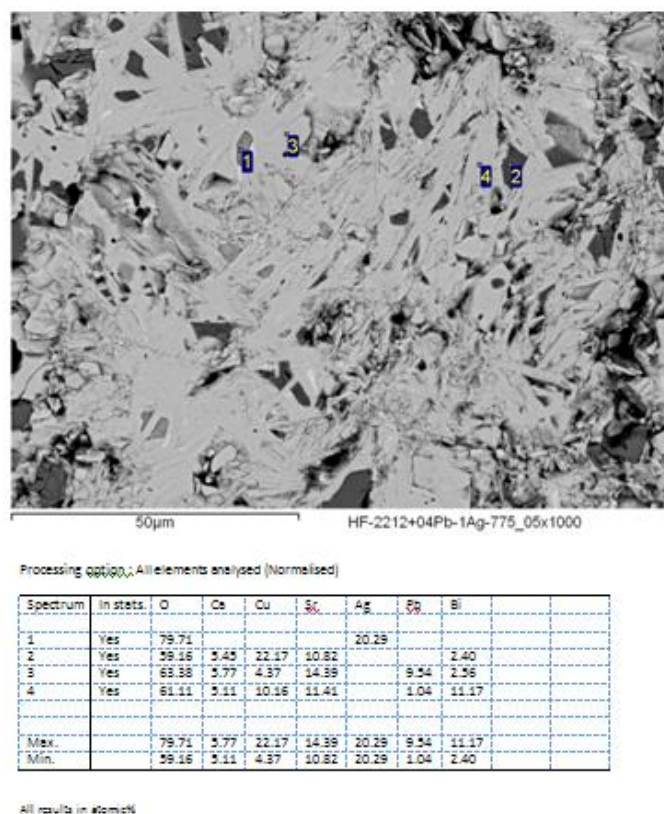 1
3
4
2
50µm HF-2212+04Pb-1Ag-775_05x1000
Processing option : All elements analysed (Normalised)
Spectrum In stats. O Ca Cu Sr Ag Pb Bi
1 Yes 79.71 20.29
2 Yes 59.16 5.45 22.17 10.82 2.40
3 Yes 63.38 5.77 4.37 14.39 9.54 2.56
4 Yes 61.11 5.11 10.16 11.41 1.04 11.17
Max. 79.71 5.77 22.17 14.39 20.29 9.54 11.17
Min. 59.16 5.11 4.37 10.82 20.29 1.04 2.40
All results in atomic%